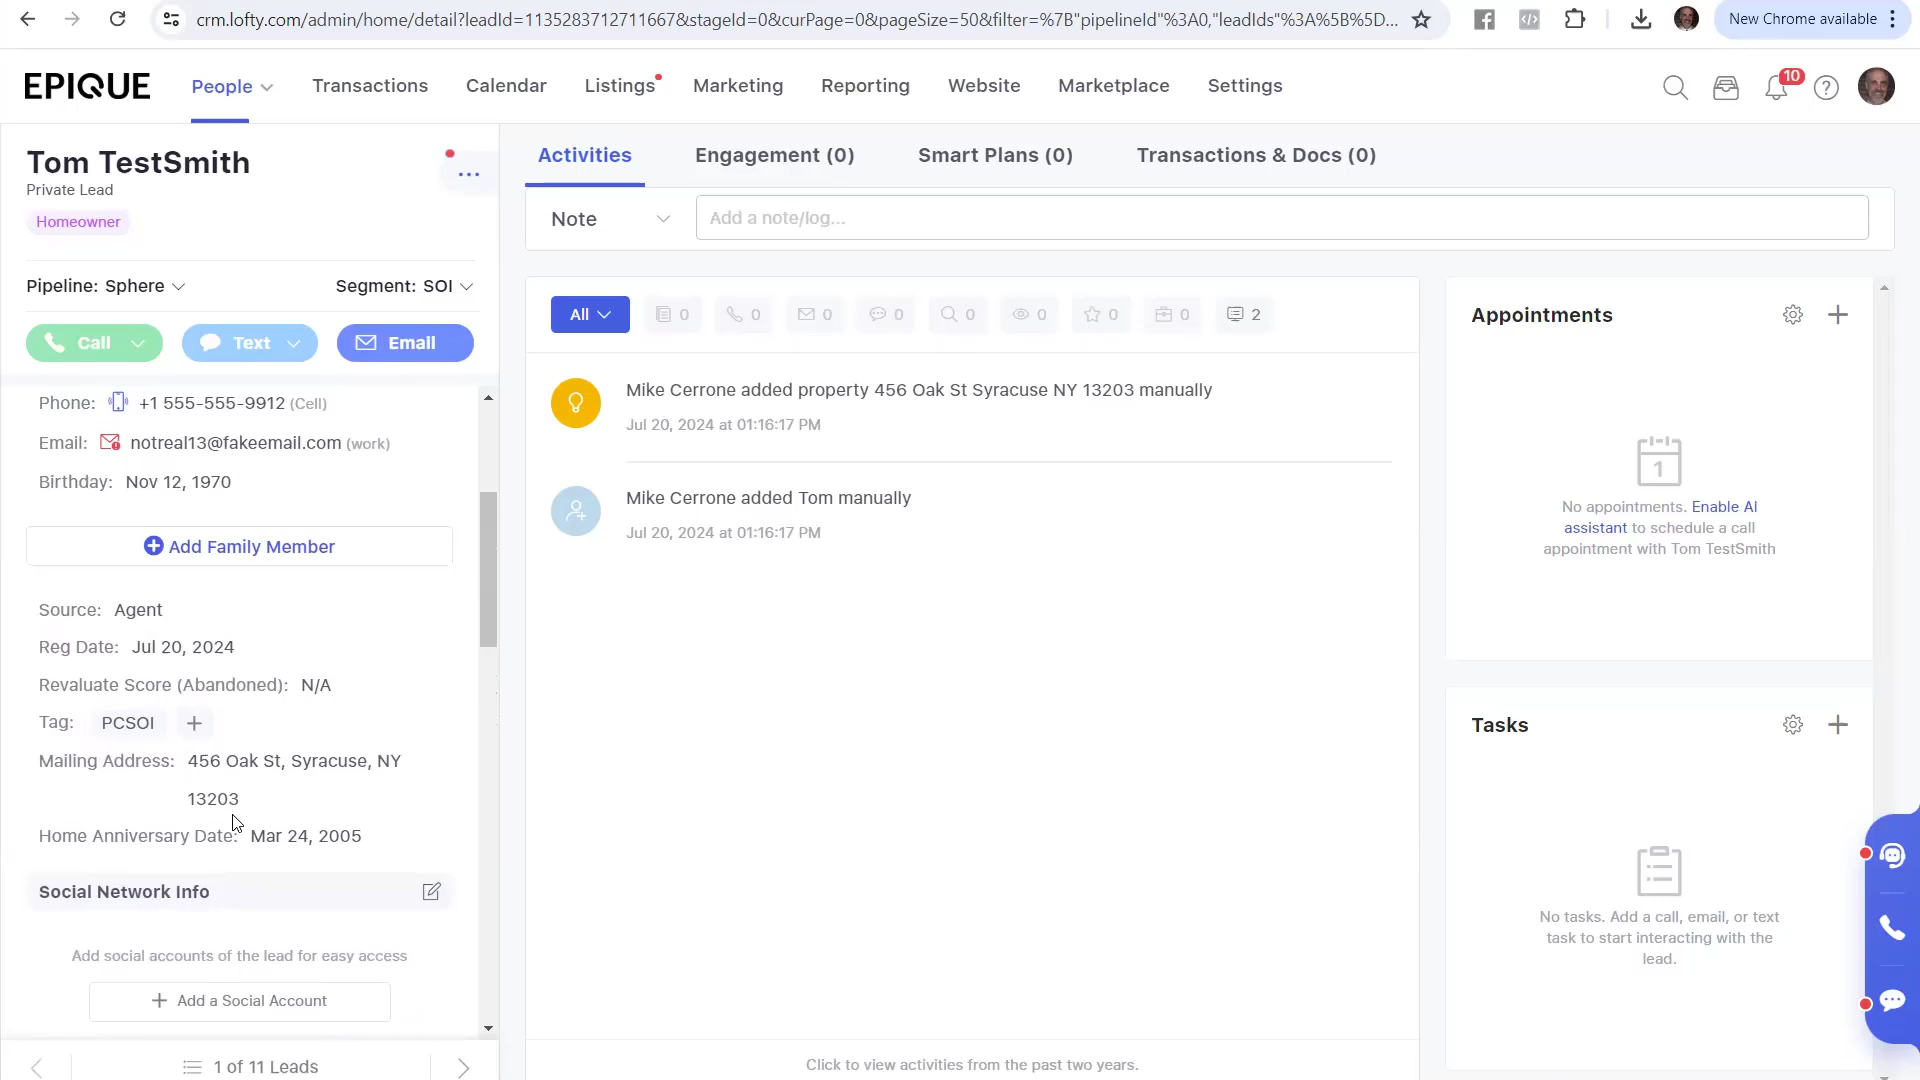 crm.lofty.com/admin/home/detail?leadId=1135283712711667&stageId=0&curPage=0&pageSize=50&filter=%7B"pipelineId"%3A0,"leadIds"%3A%5B%5D...
New Chrome available
EPIQUE
People
Transactions
Calendar
Listings
Marketing
Reporting
Website
Marketplace
Settings
10
Tom TestSmith
Private Lead
Homeowner
Pipeline: Sphere
Segment: SOI
Call
Text
Email
Phone: +1 555-555-9912 (Cell)
Email: notreal13@fakeemail.com (work)
Birthday: Nov 12, 1970
Add Family Member
Source: Agent
Reg Date: Jul 20, 2024
Revaluate Score (Abandoned): N/A
Tag: PCSOI
Mailing Address: 456 Oak St, Syracuse, NY
13203
Home Anniversary Date: Mar 24, 2005
Social Network Info
Add social accounts of the lead for easy access
Add a Social Account
1 of 11 Leads
Activities
Engagement (0)
Smart Plans (0)
Transactions & Docs (0)
Note
Add a note/log...
All
0
0
0
0
0
0
0
0
2
Mike Cerrone added property 456 Oak St Syracuse NY 13203 manually
Jul 20, 2024 at 01:16:17 PM
Mike Cerrone added Tom manually
Jul 20, 2024 at 01:16:17 PM
Click to view activities from the past two years.
Appointments
1
No appointments. Enable AI
assistant to schedule a call
appointment with Tom TestSmith
Tasks
No tasks. Add a call, email, or text
task to start interacting with the
lead.